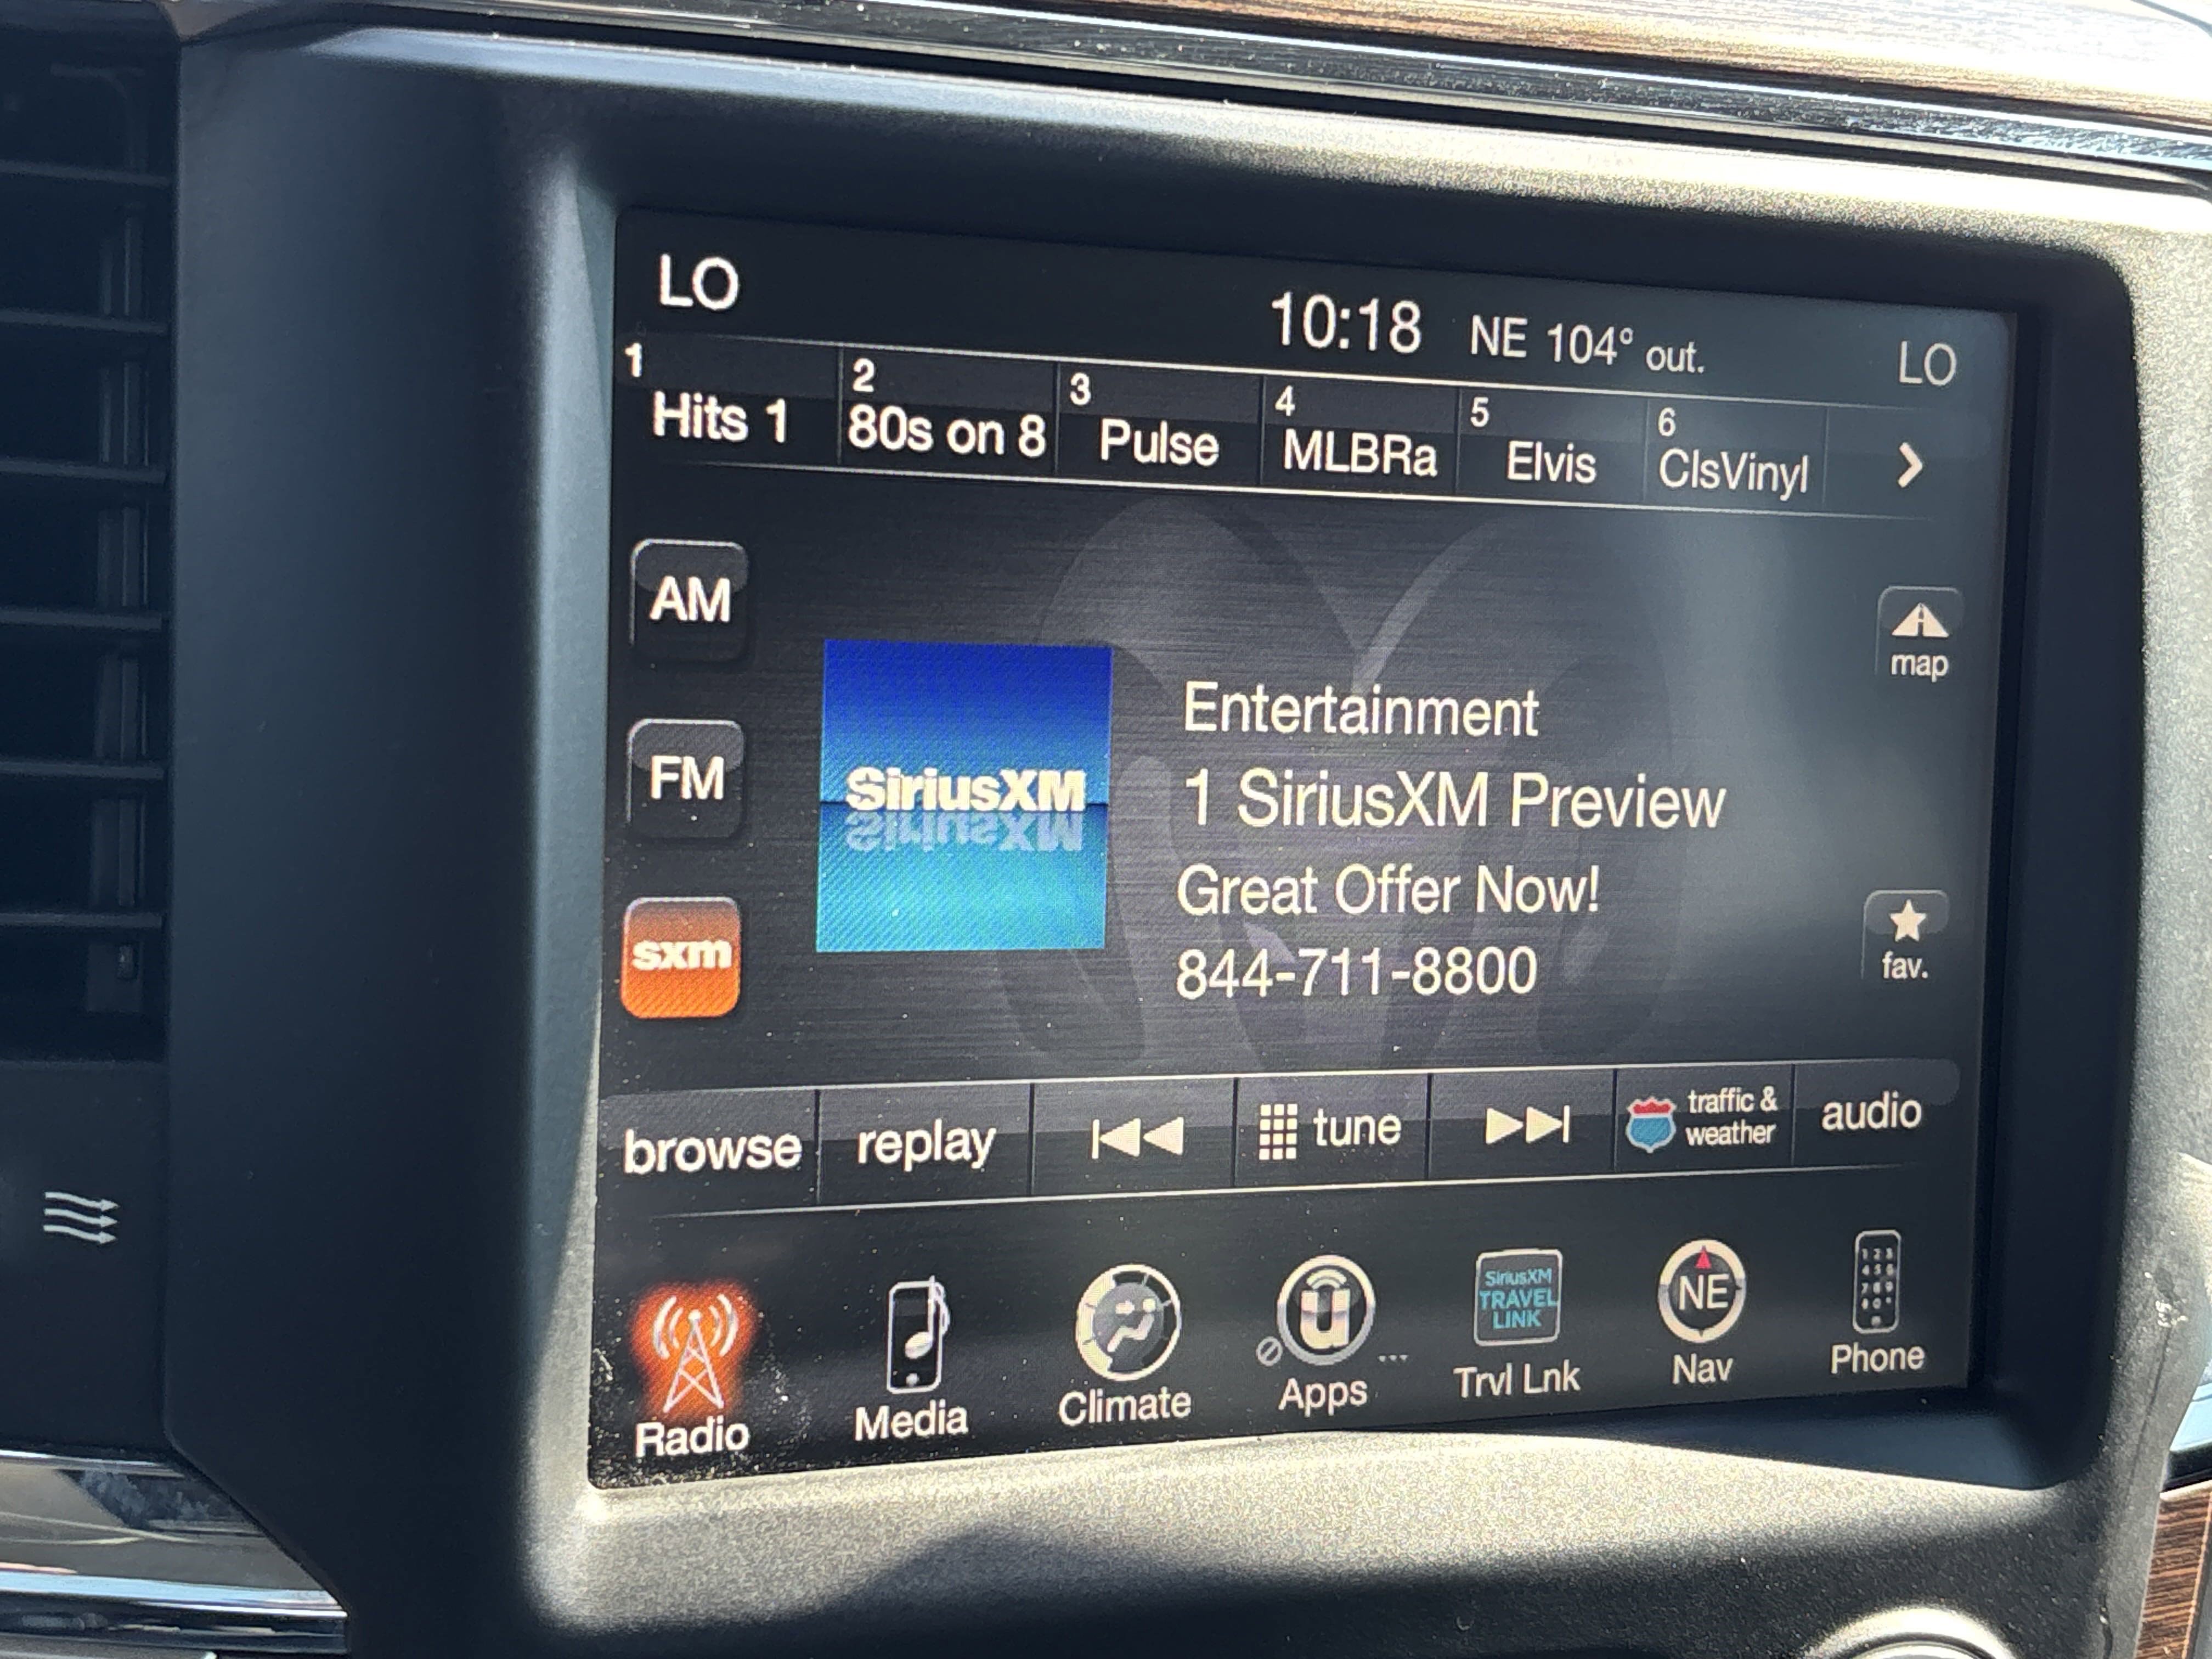 LO
10:18 NE 104° out. LO
1 2 3 4 5 6
Hits 1 80s on 8 Pulse MLBRa Elvis ClsVinyl
AM
map
Entertainment
FM
SiriusXM
1 SiriusXM Preview
Great Offer Now!
sxm
844-711-8800
fav.
browse replay tune traffic & weather audio
SiriusXM
TRAVEL
LINK
NE
Radio Media Climate Apps Trvl Lnk Nav Phone